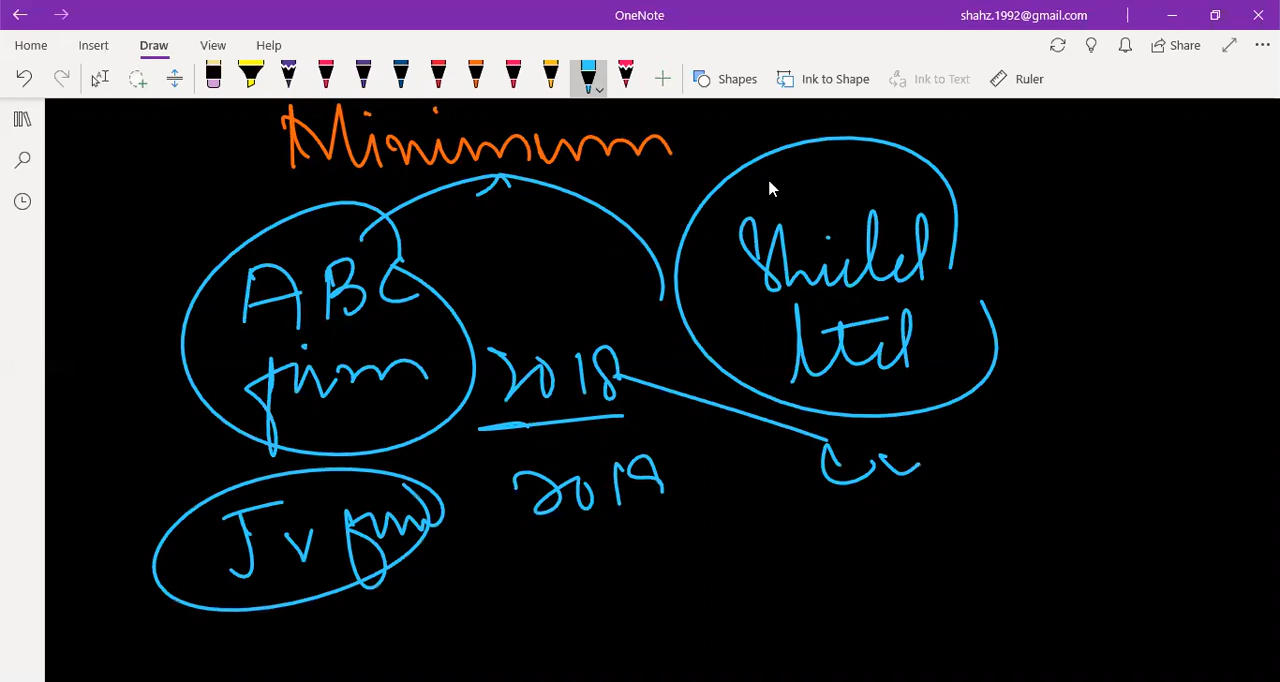 OneNote
shahz.1992@gmail.com
Home Insert Draw View Help
Share
Shapes
Ink to Shape
Ink to Text
Ruler
Minimum
ABC
firm
2018
Shield
ltd
2019
JV firm